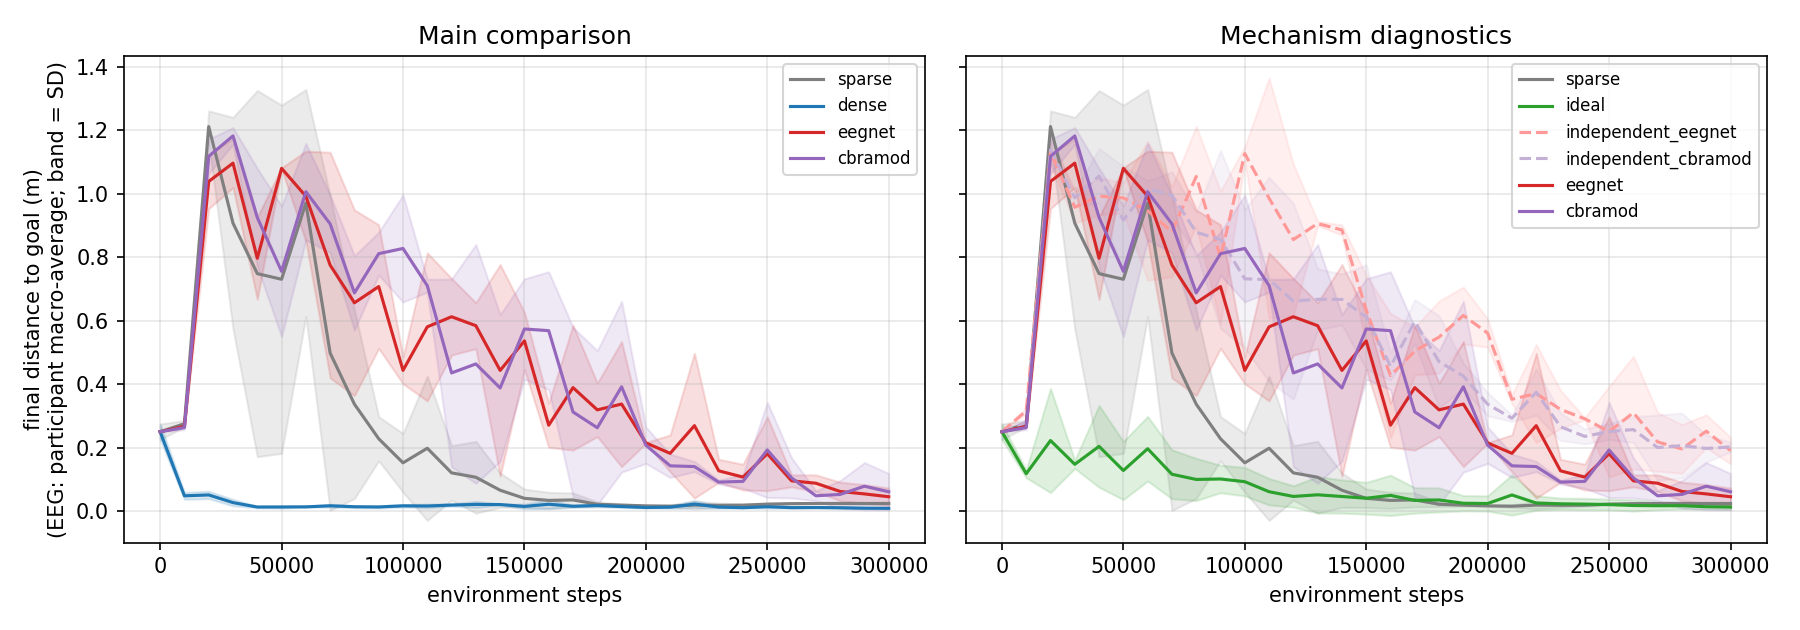 Main comparison
final distance to goal (m)
(EEG: participant macro-average; band = SD)
1.4
1.2
1.0
0.8
0.6
0.4
0.2
0.0
sparse
dense
eegnet
cbramod
0
50000
100000
150000
200000
250000
300000
environment steps
Mechanism diagnostics
sparse
ideal
independent_eegnet
independent_cbramod
eegnet
cbramod
0
50000
100000
150000
200000
250000
300000
environment steps